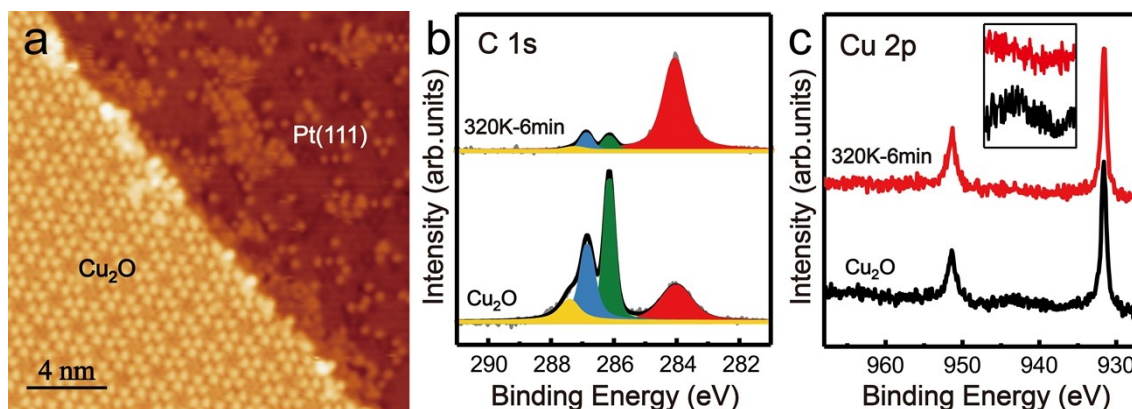 a
Pt(111)
Cu₂O
4 nm
b
C 1s
320K-6min
Cu₂O
Intensity (arb.units)
290 288 286 284 282
Binding Energy (eV)
c
Cu 2p
320K-6min
Cu₂O
Intensity (arb.units)
960 950 940 930
Binding Energy (eV)